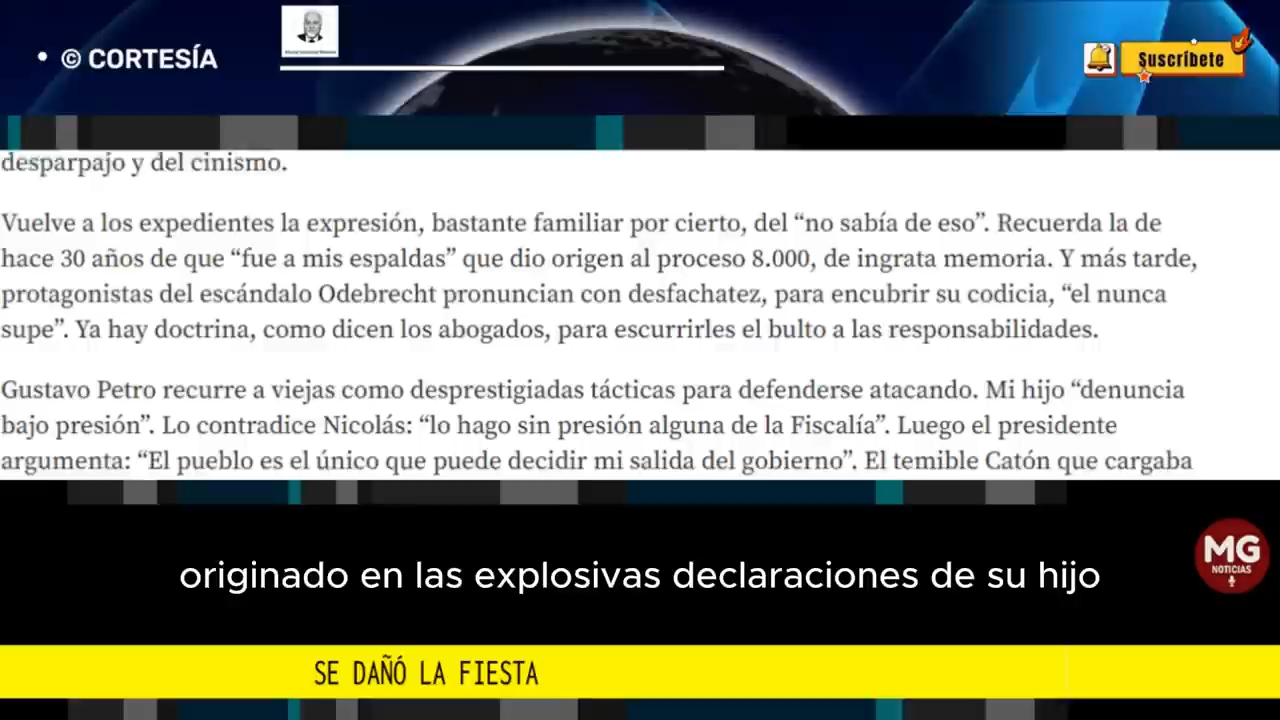 • © CORTESÍA
Suscríbete
desparpajo y del cinismo.
Vuelve a los expedientes la expresión, bastante familiar por cierto, del “no sabía de eso”. Recuerda la de
hace 30 años de que “fue a mis espaldas” que dio origen al proceso 8.000, de ingrata memoria. Y más tarde,
protagonistas del escándalo Odebrecht pronuncian con desfachatez, para encubrir su codicia, “el nunca
supe”. Ya hay doctrina, como dicen los abogados, para escurrirles el bulto a las responsabilidades.
Gustavo Petro recurre a viejas como desprestigiadas tácticas para defenderse atacando. Mi hijo “denuncia
bajo presión”. Lo contradice Nicolás: “lo hago sin presión alguna de la Fiscalía”. Luego el presidente
argumenta: “El pueblo es el único que puede decidir mi salida del gobierno”. El temible Catón que cargaba
MG
NOTICIAS
originado en las explosivas declaraciones de su hijo
SE DAÑÓ LA FIESTA